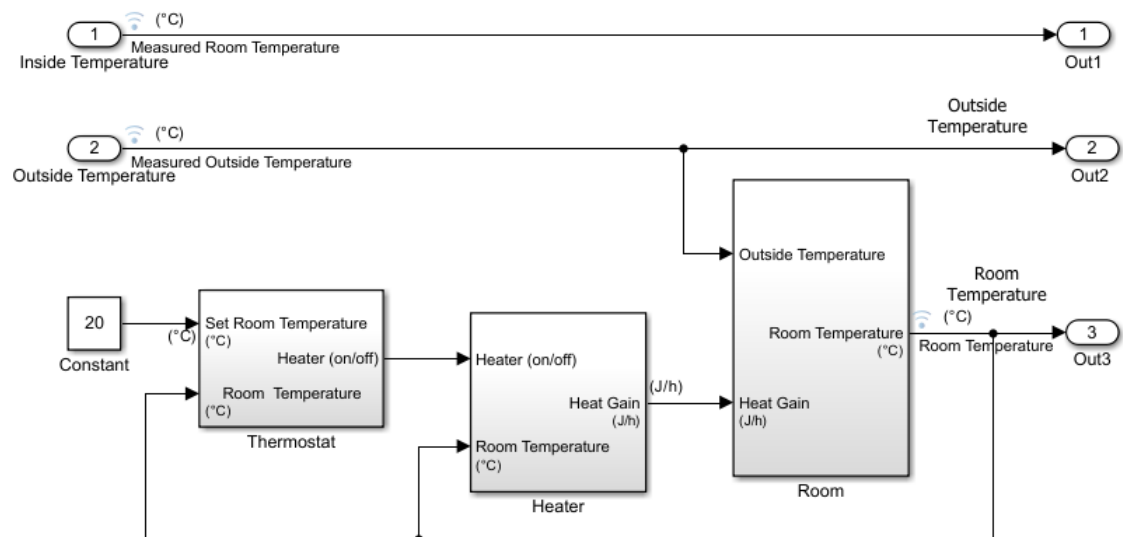 (°C)
1
Measured Room Temperature
Inside Temperature
1
Out1
(°C)
2
Measured Outside Temperature
Outside Temperature
Outside
Temperature
2
Out2
20
Constant
(°C)
Set Room Temperature
(°C)
Heater (on/off)
Room  Temperature
(°C)
Thermostat
Heater (on/off)
Heat Gain
(J/h)
Room Temperature
(°C)
Heater
(J/h)
Outside Temperature
Room Temperature
(°C)
Heat Gain
(J/h)
Room
Room
Temperature
(°C)
Room Temperature
3
Out3